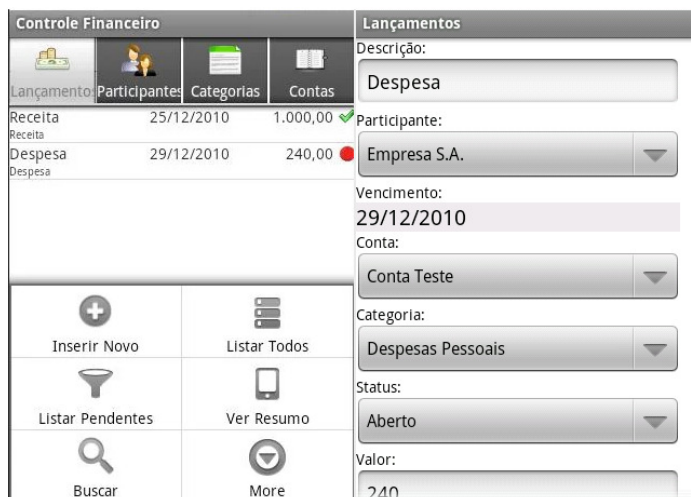 Controle Financeiro
Lançamentos Participantes Categorias Contas
Receita 25/12/2010 1.000,00
Receita
Despesa 29/12/2010 240,00
Despesa
Inserir Novo Listar Todos
Listar Pendentes Ver Resumo
Buscar More
Lançamentos
Descrição:
Despesa
Participante:
Empresa S.A.
Vencimento:
29/12/2010
Conta:
Conta Teste
Categoria:
Despesas Pessoais
Status:
Aberto
Valor:
240